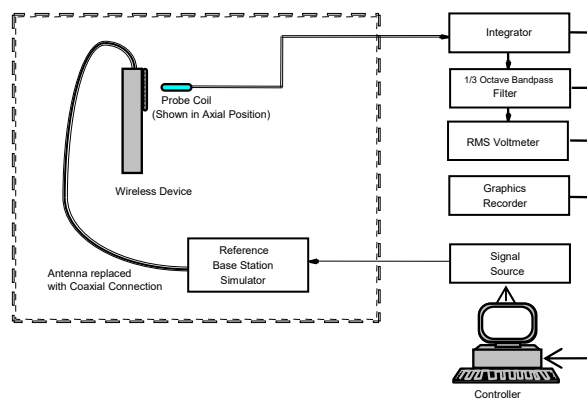 Integrator
1/3 Octave Bandpass
Filter
RMS Voltmeter
Graphics
Recorder
Probe Coil
(Shown in Axial Position)
Wireless Device
Antenna replaced
with Coaxial Connection
Reference
Base Station
Simulator
Signal
Source
Controller